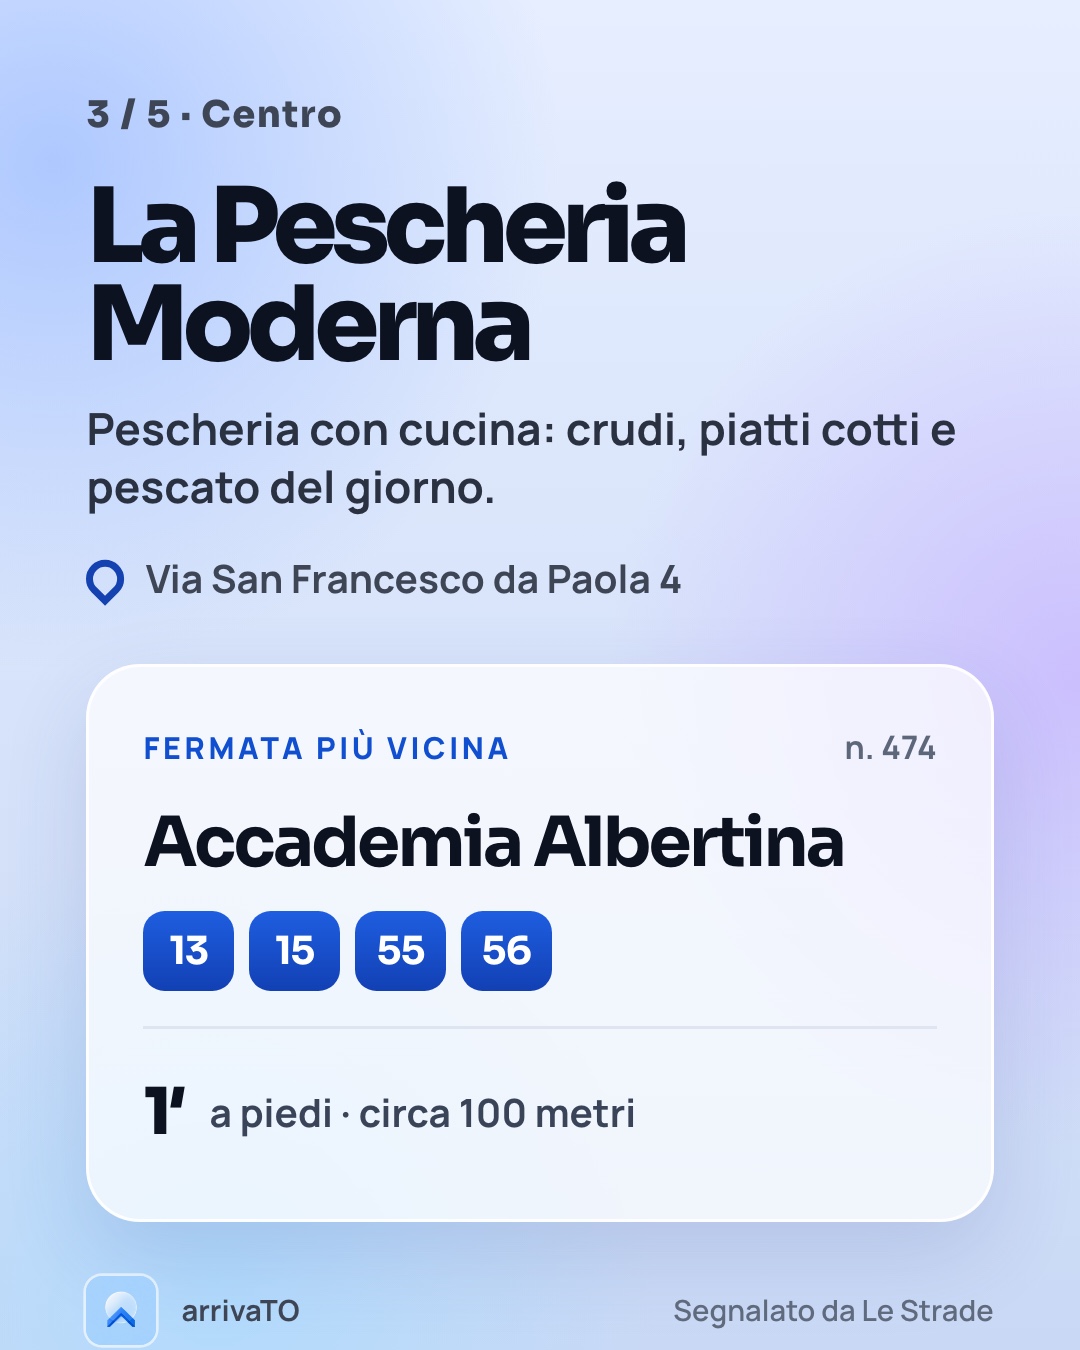 3 / 5 · Centro
La Pescheria
Moderna
Pescheria con cucina: crudi, piatti cotti e
pescato del giorno.
Via San Francesco da Paola 4
FERMATA PIÙ VICINA n. 474
Accademia Albertina
13 15 55 56
1′ a piedi · circa 100 metri
arrivaTO Segnalato da Le Strade